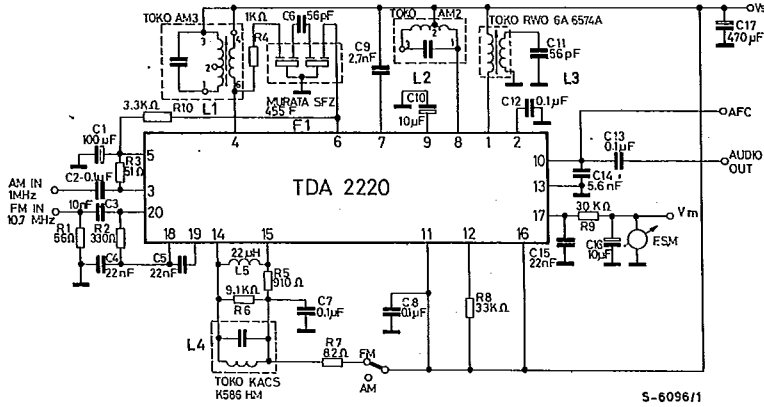 TOKO AM3
1KΩ
R4
C6
56pF
TOKO AM2
TOKO RWO 6A 6574A
Vs
C17
470µF
3
4
2
1
6
L1
C9
2,7nF
2
3
1
L2
C11
56pF
L3
MURATA SFZ
455 F
F1
C10
10µF
C12
0.1µF
3.3KΩ
R10
AFC
C1
100µF
4
6
7
9
8
1
2
5
R3
51Ω
C2-0.1µF
AM IN
1MHz
3
TDA 2220
10
C13
0.1µF
AUDIO
OUT
C14
5.6nF
13
10nF
C3
FM IN
10.7 MHz
20
17
30 KΩ
R9
Vm
R1
56Ω
R2
330Ω
18
19
14
15
11
12
16
C4
22nF
C5
22nF
22µH
L5
R5
910Ω
C15
22nF
C16
10µF
ESM
9.1KΩ
R6
C7
0.1µF
C8
0.1µF
R8
33KΩ
L4
R7
82Ω
FM
AM
TOKO KACS
K586 HM
S-6096/1